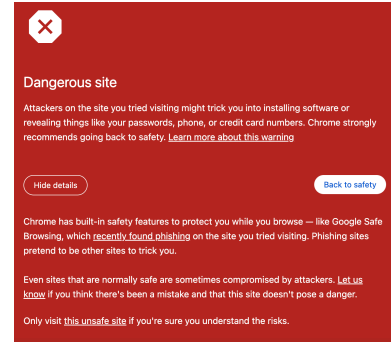 Dangerous site
Attackers on the site you tried visiting might trick you into installing software or
revealing things like your passwords, phone, or credit card numbers. Chrome strongly
recommends going back to safety. Learn more about this warning
Hide details
Back to safety
Chrome has built-in safety features to protect you while you browse — like Google Safe
Browsing, which recently found phishing on the site you tried visiting. Phishing sites
pretend to be other sites to trick you.
Even sites that are normally safe are sometimes compromised by attackers. Let us
know if you think there's been a mistake and that this site doesn't pose a danger.
Only visit this unsafe site if you're sure you understand the risks.